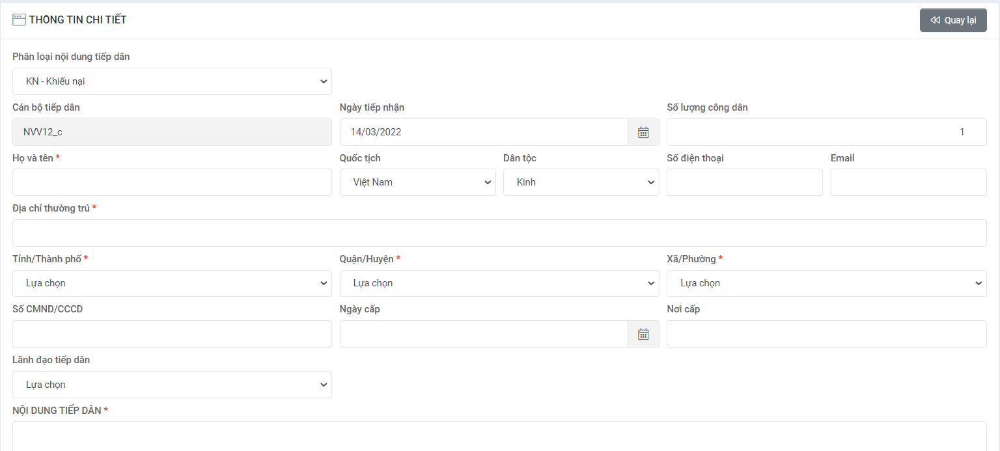 THÔNG TIN CHI TIẾT
Quay lại
Phân loại nội dung tiếp dân
KN - Khiếu nại
Cán bộ tiếp dân
Ngày tiếp nhận
Số lượng công dân
NVV12_c
14/03/2022
1
Họ và tên *
Quốc tịch
Dân tộc
Số điện thoại
Email
Việt Nam
Kinh
Địa chỉ thường trú *
Tỉnh/Thành phố *
Quận/Huyện *
Xã/Phường *
Lựa chọn
Lựa chọn
Lựa chọn
Số CMND/CCCD
Ngày cấp
Nơi cấp
Lãnh đạo tiếp dân
Lựa chọn
NỘI DUNG TIẾP DÂN *